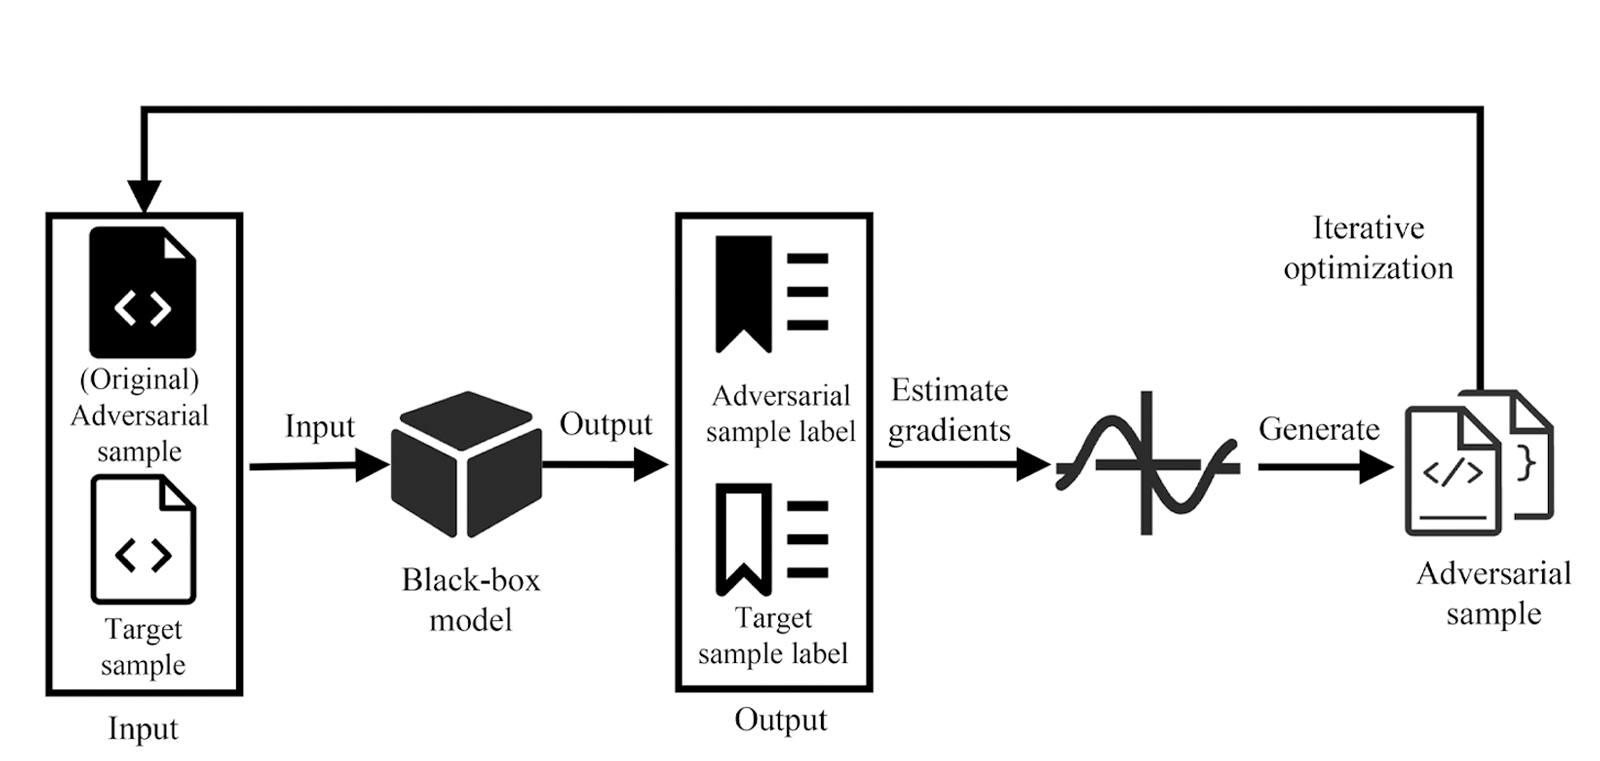 Iterative
optimization
(Original)
Adversarial
sample
Target
sample
Input
Input
Black-box
model
Output
Adversarial
sample label
Target
sample label
Output
Estimate
gradients
Generate
</>
}
Adversarial
sample